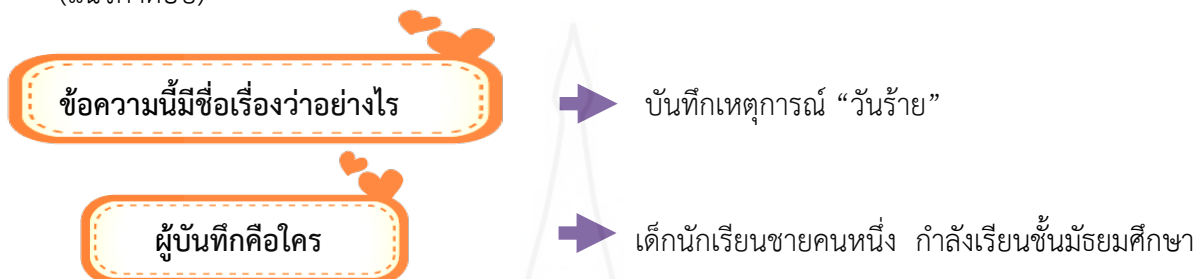 ข้อความนี้มีชื่อเรื่องว่าอย่างไร บันทึกเหตุการณ์ “วันร้าย”
ผู้บันทึกคือใคร เด็กนักเรียนชายคนหนึ่ง กำลังเรียนชั้นมัธยมศึกษา